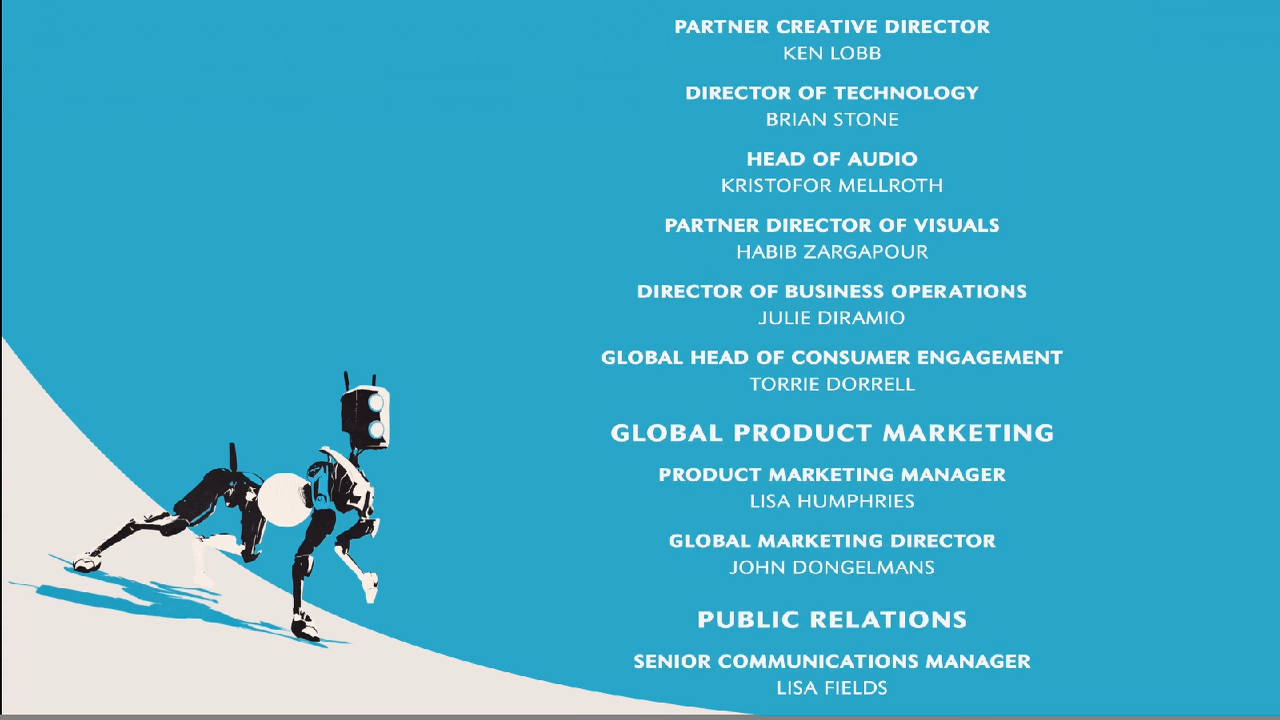 PARTNER CREATIVE DIRECTOR
KEN LOBB
DIRECTOR OF TECHNOLOGY
BRIAN STONE
HEAD OF AUDIO
KRISTOFOR MELLROTH
PARTNER DIRECTOR OF VISUALS
HABIB ZARGAPOUR
DIRECTOR OF BUSINESS OPERATIONS
JULIE DIRAMIO
GLOBAL HEAD OF CONSUMER ENGAGEMENT
TORRIE DORRELL
GLOBAL PRODUCT MARKETING
PRODUCT MARKETING MANAGER
LISA HUMPHRIES
GLOBAL MARKETING DIRECTOR
JOHN DONGELMANS
PUBLIC RELATIONS
SENIOR COMMUNICATIONS MANAGER
LISA FIELDS